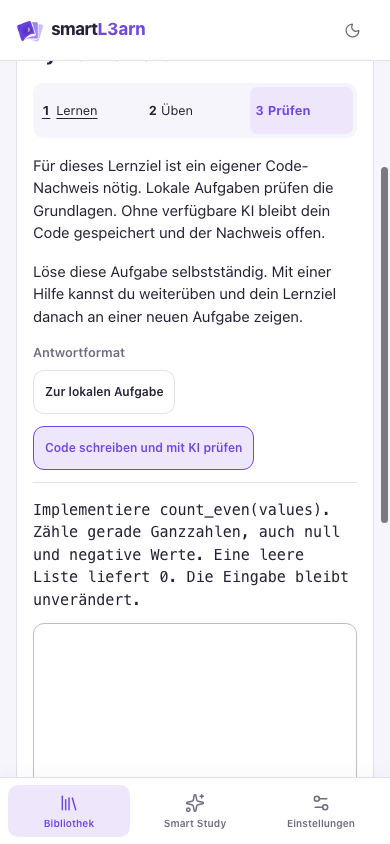 smartL3arn
1 Lernen
2 Üben
3 Prüfen
Für dieses Lernziel ist ein eigener Code-
Nachweis nötig. Lokale Aufgaben prüfen die
Grundlagen. Ohne verfügbare KI bleibt dein
Code gespeichert und der Nachweis offen.
Löse diese Aufgabe selbstständig. Mit einer
Hilfe kannst du weiterüben und dein Lernziel
danach an einer neuen Aufgabe zeigen.
Antwortformat
Zur lokalen Aufgabe
Code schreiben und mit KI prüfen
Implementiere count_even(values).
Zähle gerade Ganzzahlen, auch null
und negative Werte. Eine leere
Liste liefert 0. Die Eingabe bleibt
unverändert.
Bibliothek
Smart Study
Einstellungen